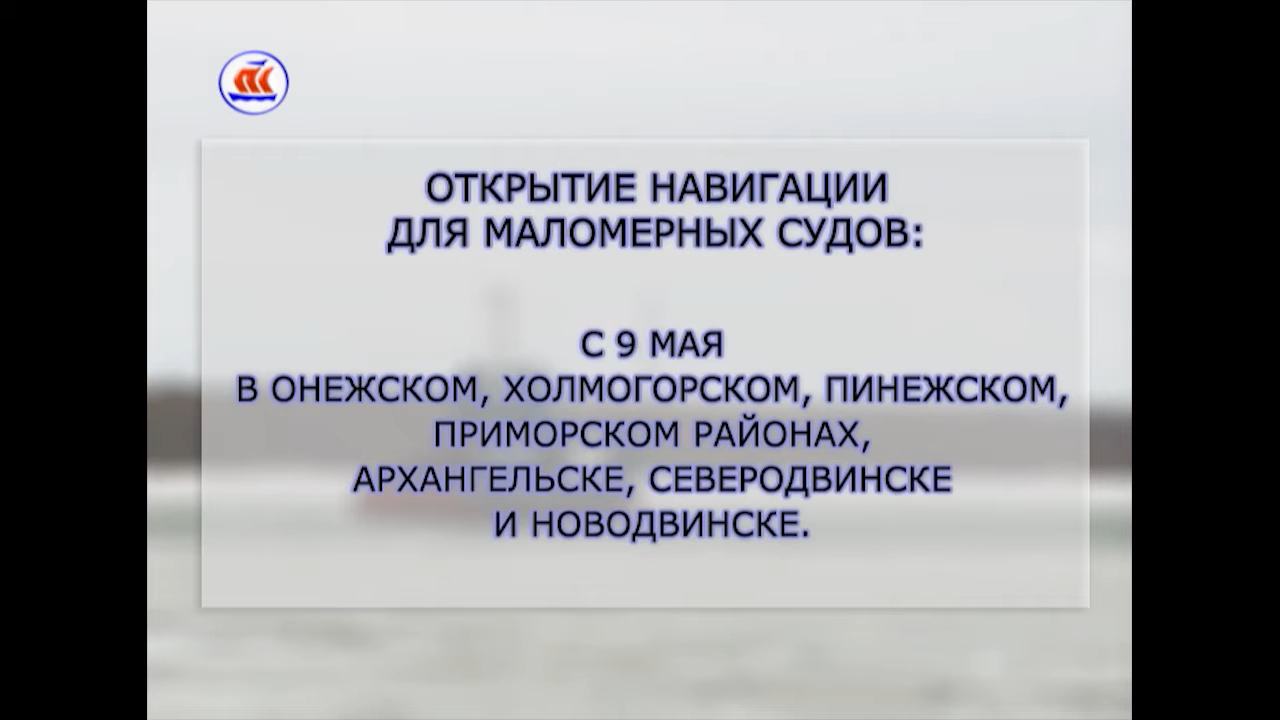 ОТКРЫТИЕ НАВИГАЦИИ
ДЛЯ МАЛОМЕРНЫХ СУДОВ:
С 9 МАЯ
В ОНЕЖСКОМ, ХОЛМОГОРСКОМ, ПИНЕЖСКОМ,
ПРИМОРСКОМ РАЙОНАХ,
АРХАНГЕЛЬСКЕ, СЕВЕРОДВИНСКЕ
И НОВОДВИНСКЕ.